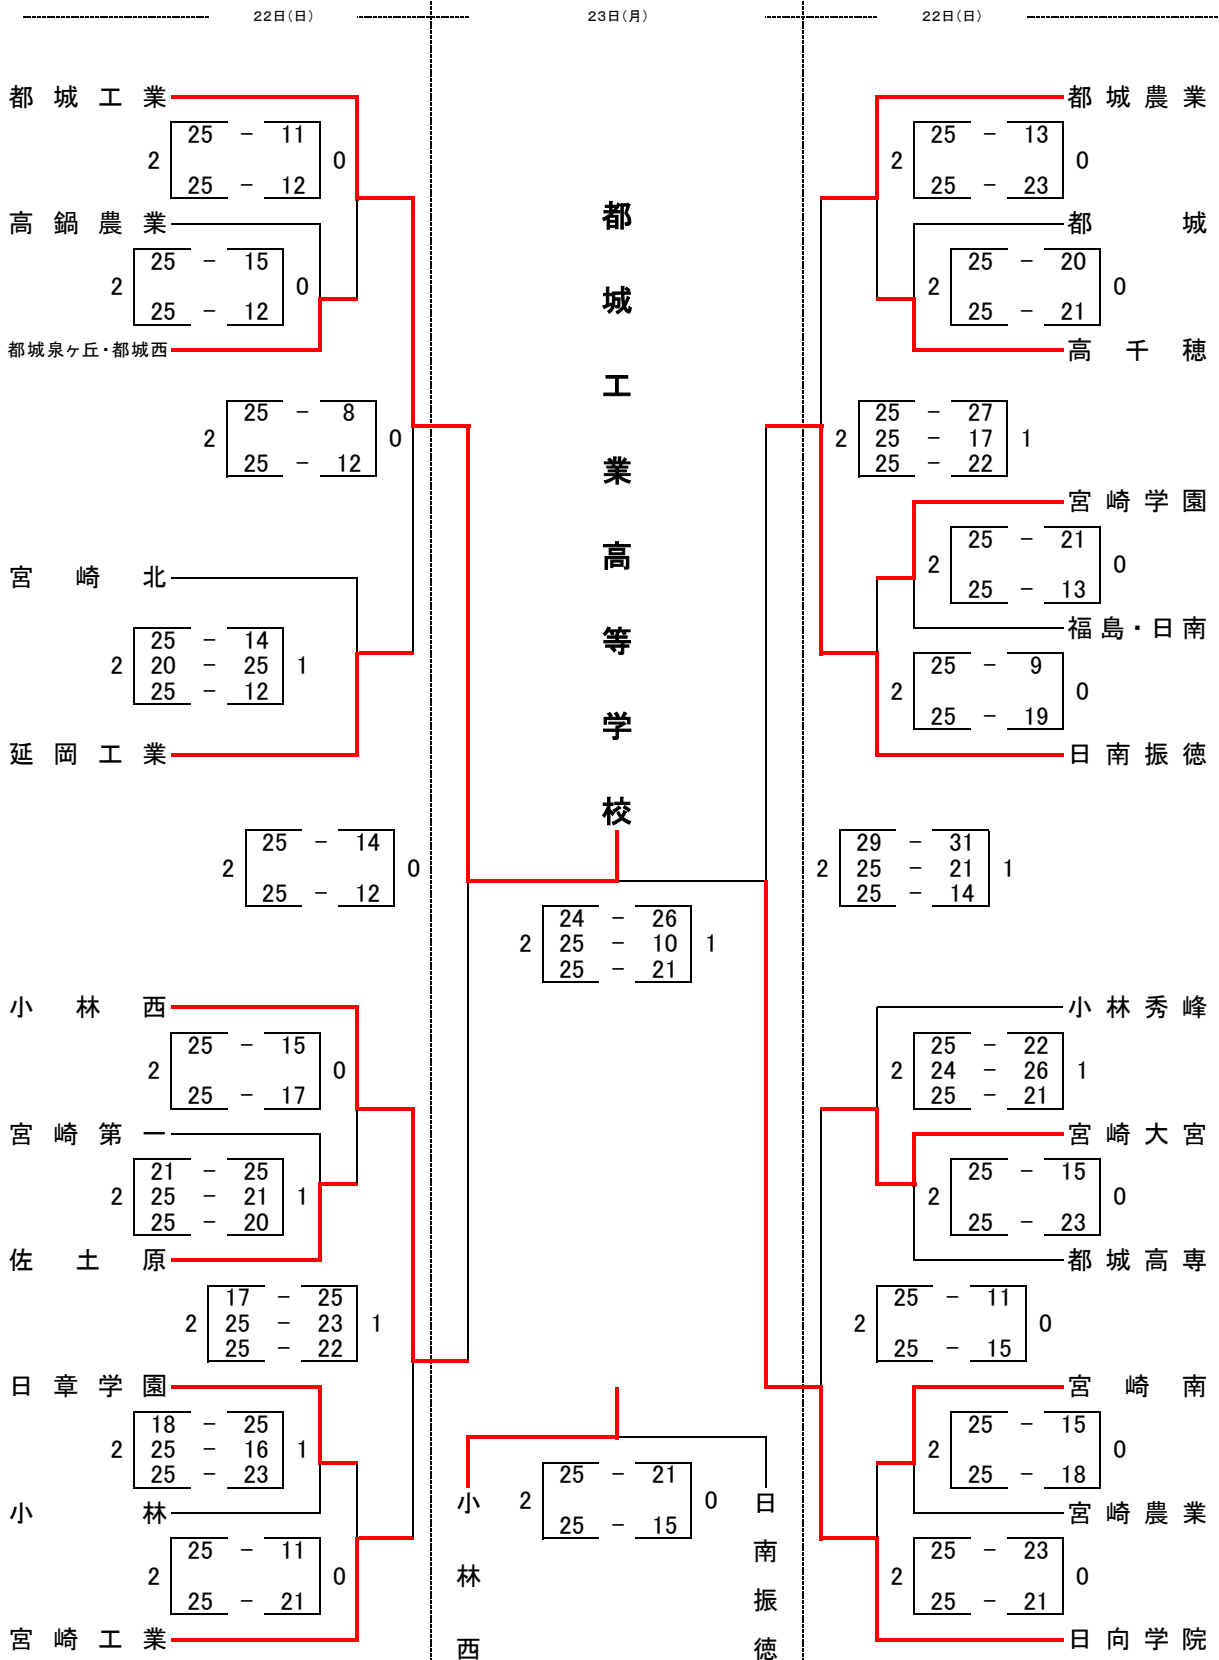 22日(日) 23日(月) 22日(日)
都城工業 都城農業
25 - 11 25 - 13
2 0 2 0
25 - 12 25 - 23
高鍋農業 都城
25 - 15 25 - 20
2 0 2 0
25 - 12 25 - 21
都城泉ヶ丘・都城西 高千穂
都城工業高等学校
25 - 8 25 - 27
2 0 2 25 - 17 1
25 - 12 25 - 22
宮崎学園
25 - 21
2 0
25 - 13
宮崎北 福島・日南
25 - 14 25 - 9
2 20 - 25 1 2 0
25 - 12 25 - 19
延岡工業 日南振徳
25 - 14 29 - 31
2 0 2 25 - 21 1
25 - 12 25 - 14
24 - 26
2 25 - 10 1
25 - 21
小林西 小林秀峰
25 - 15 25 - 22
2 0 2 24 - 26 1
25 - 17 25 - 21
宮崎第一 宮崎大宮
21 - 25 25 - 15
2 25 - 21 1 2 0
25 - 20 25 - 23
佐土原 都城高専
17 - 25 25 - 11
2 25 - 23 1 2 0
25 - 22 25 - 15
日章学園 宮崎南
18 - 25 25 - 15
2 25 - 16 1 2 0
25 - 23 25 - 18
小林 宮崎農業
25 - 21
2 0
25 - 15
小林西 日南振徳
25 - 11 25 - 23
2 0 2 0
25 - 21 25 - 21
宮崎工業 日向学院